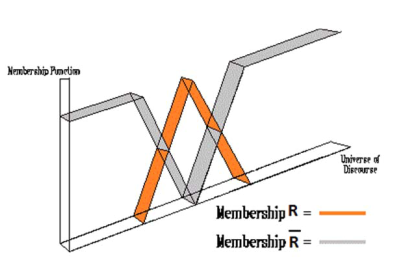 Membership Function
Universe of
Discourse
Membership R =
Membership R̅ =